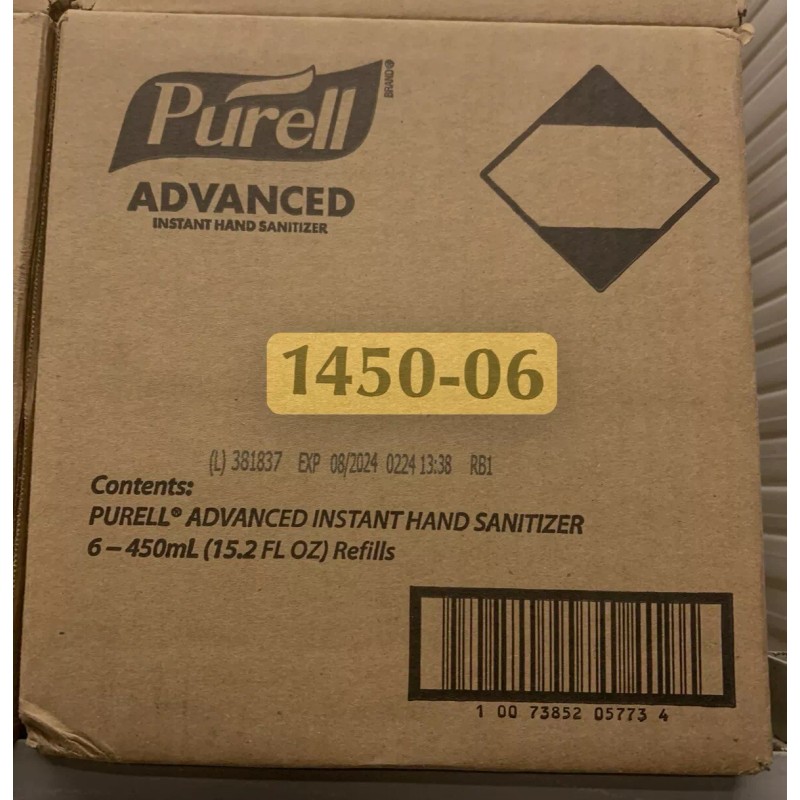 Purell BRAND®
ADVANCED
INSTANT HAND SANITIZER
1450-06
(L) 381837 EXP 08/2024 0224 13:38 RB1
Contents:
PURELL® ADVANCED INSTANT HAND SANITIZER
6 – 450mL (15.2 FL OZ) Refills
1 00 73852 05773 4